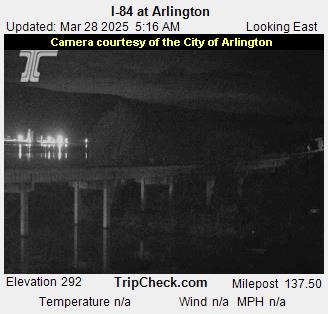 I-84 at Arlington
Updated: Mar 28 2025 5:16 AM Looking East
Camera courtesy of the City of Arlington
Elevation 292 TripCheck.com Milepost 137.50
Temperature n/a Wind n/a MPH n/a